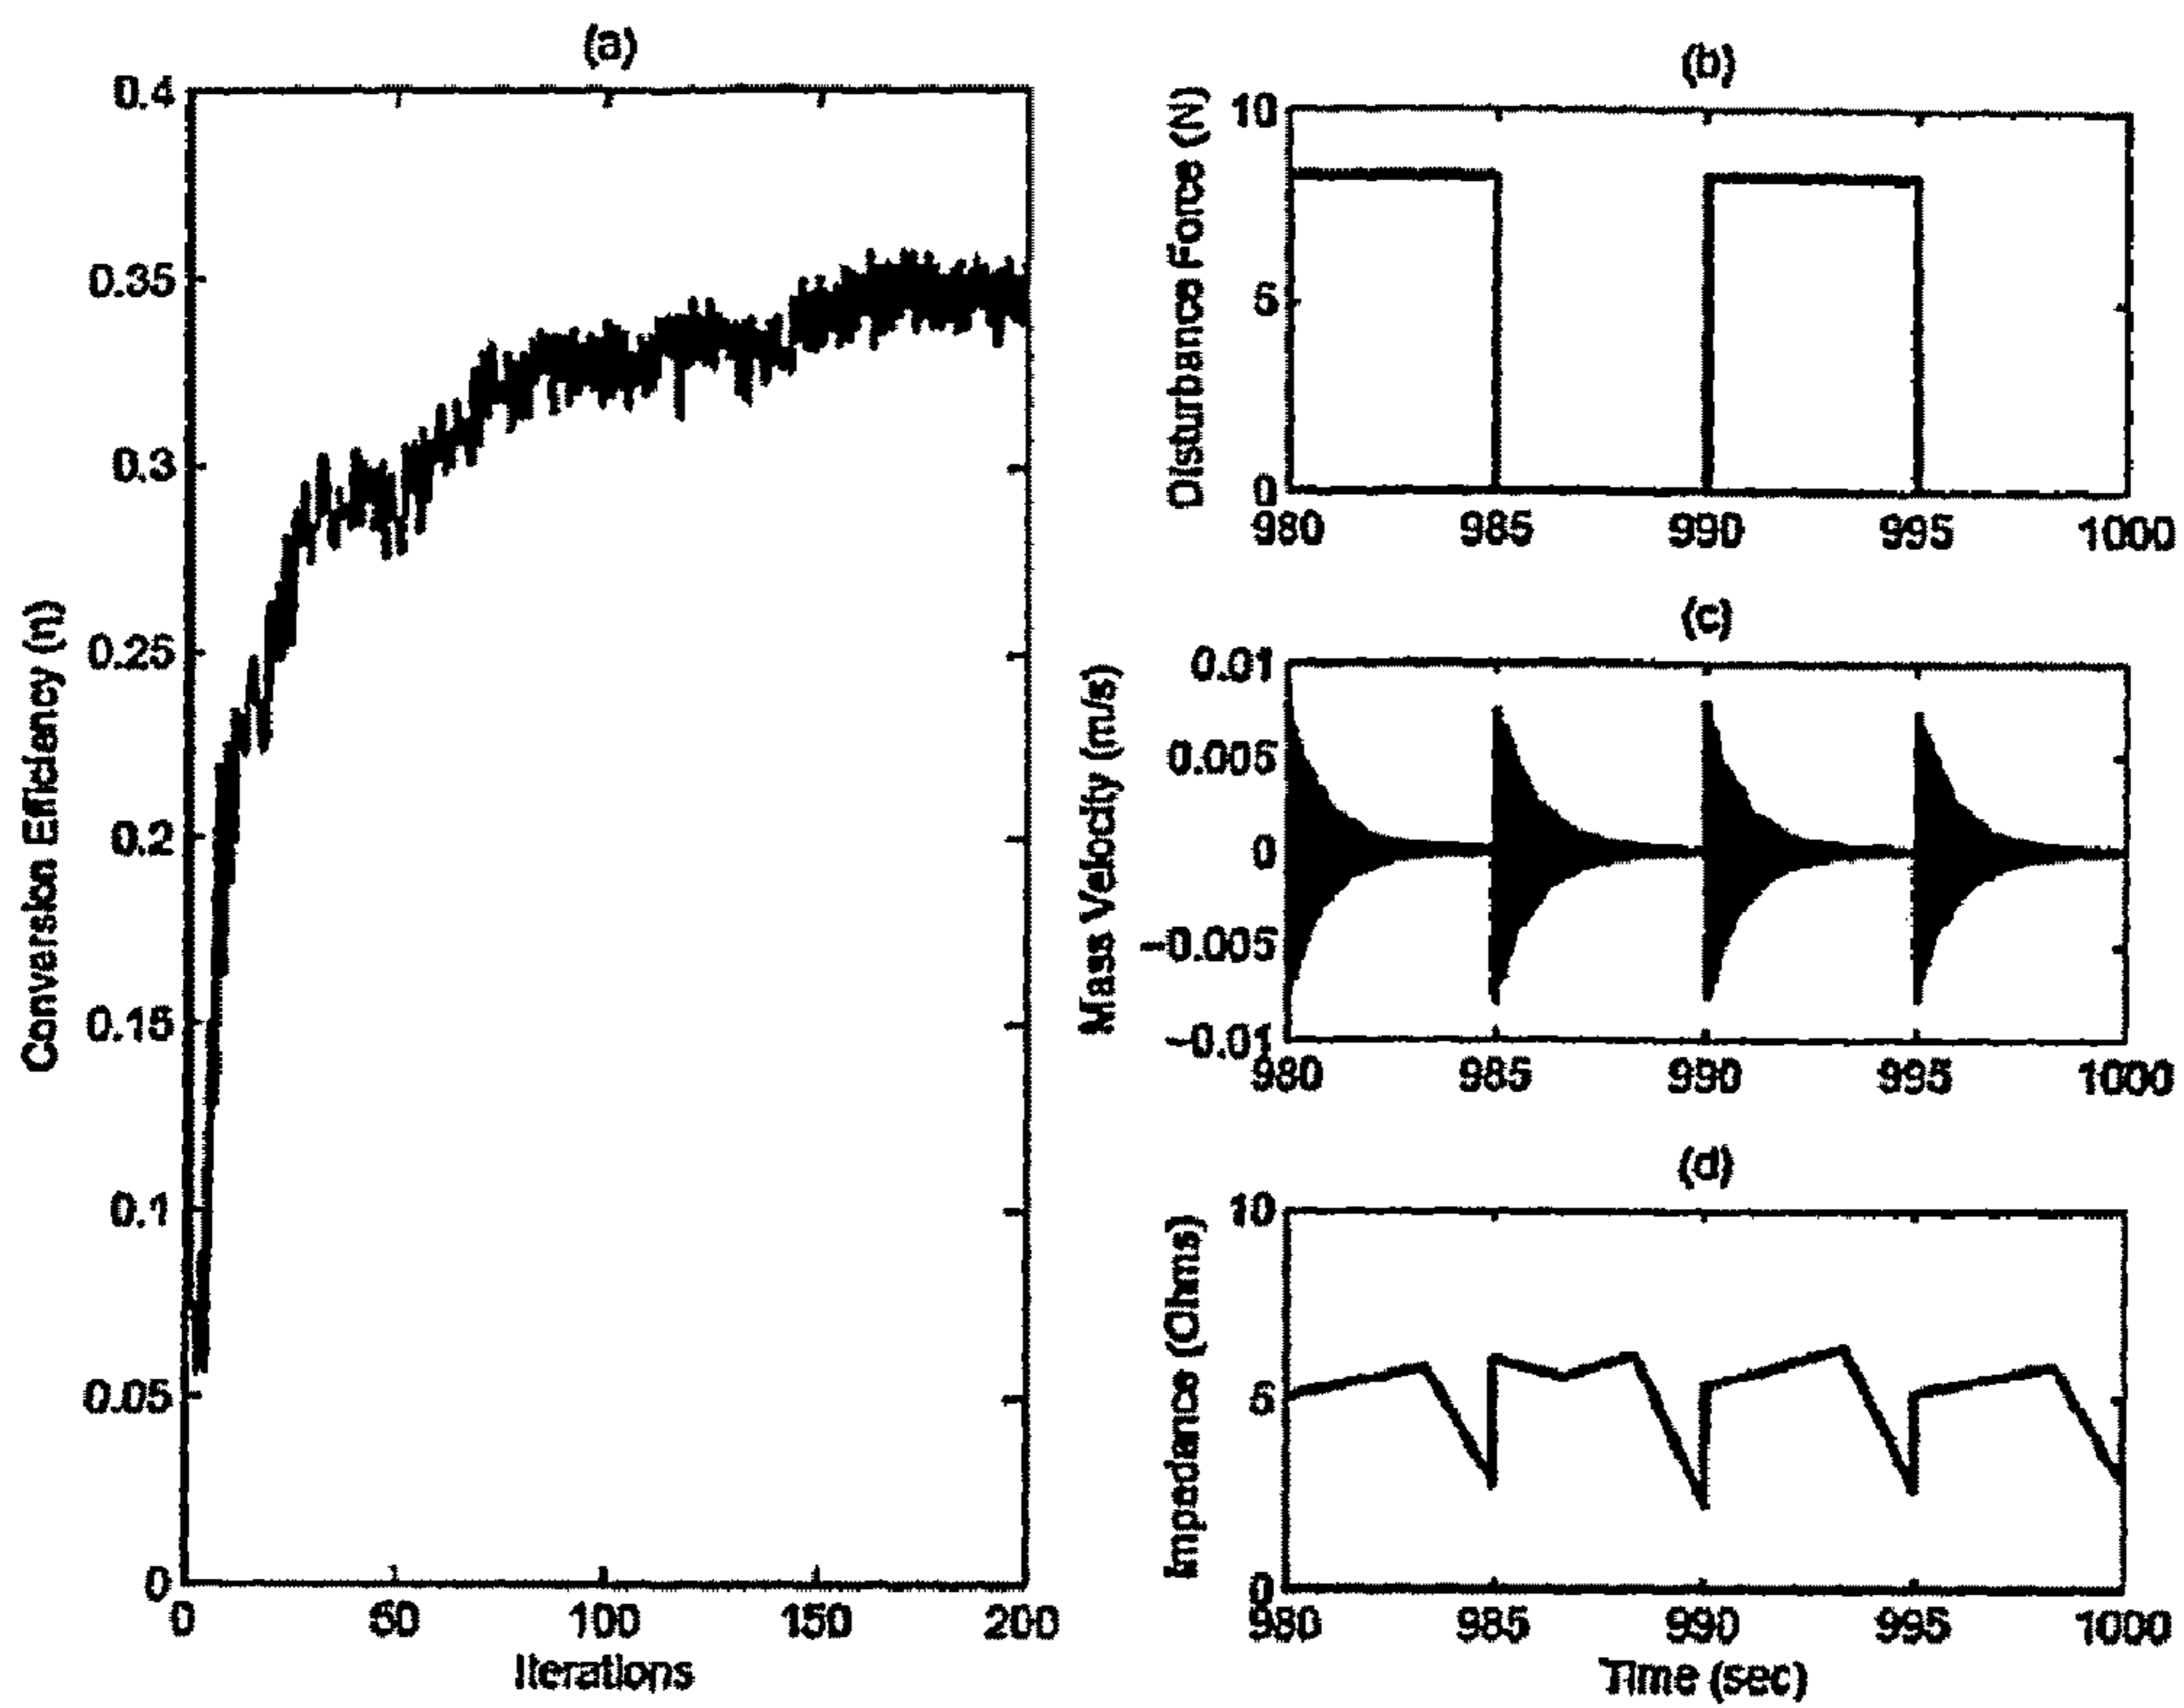 (a)
0.4
0.35
0.3
0.25
0.2
0.15
0.1
0.05
0
0 50 100 150 200
Conversion Efficiency (η)
Iterations
(b)
10
5
0
980 985 990 995 1000
Disturbance Force (N)
(c)
0.01
0.005
0
-0.005
-0.01
980 985 990 995 1000
Mass Velocity (m/s)
(d)
10
5
0
980 985 990 995 1000
Impedance (Ohms)
Time (sec)